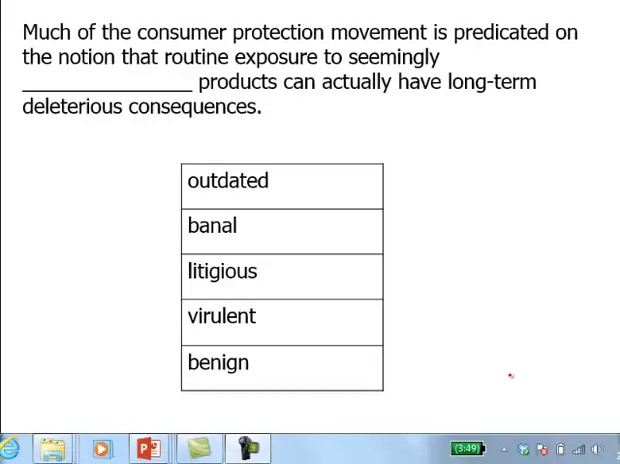 Much of the consumer protection movement is predicated on
the notion that routine exposure to seemingly
________________ products can actually have long-term
deleterious consequences.
outdated
banal
litigious
virulent
benign
(3:49)